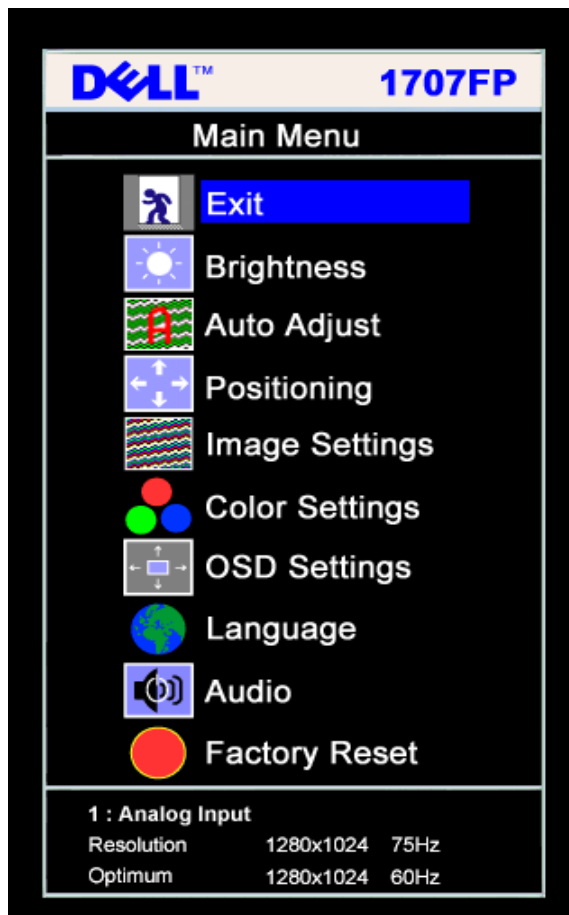 DELL™ 1707FP
Main Menu
Exit
Brightness
Auto Adjust
Positioning
Image Settings
Color Settings
OSD Settings
Language
Audio
Factory Reset
1 : Analog Input
Resolution 1280x1024 75Hz
Optimum 1280x1024 60Hz